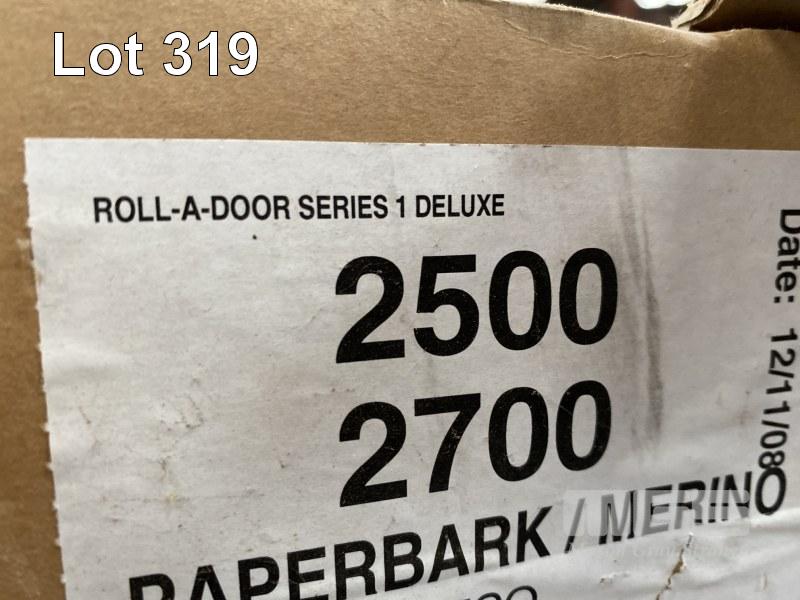 Lot 319
ROLL-A-DOOR SERIES 1 DELUXE
2500
2700
PAPERBARK / MERINO
Date: 12/11/08